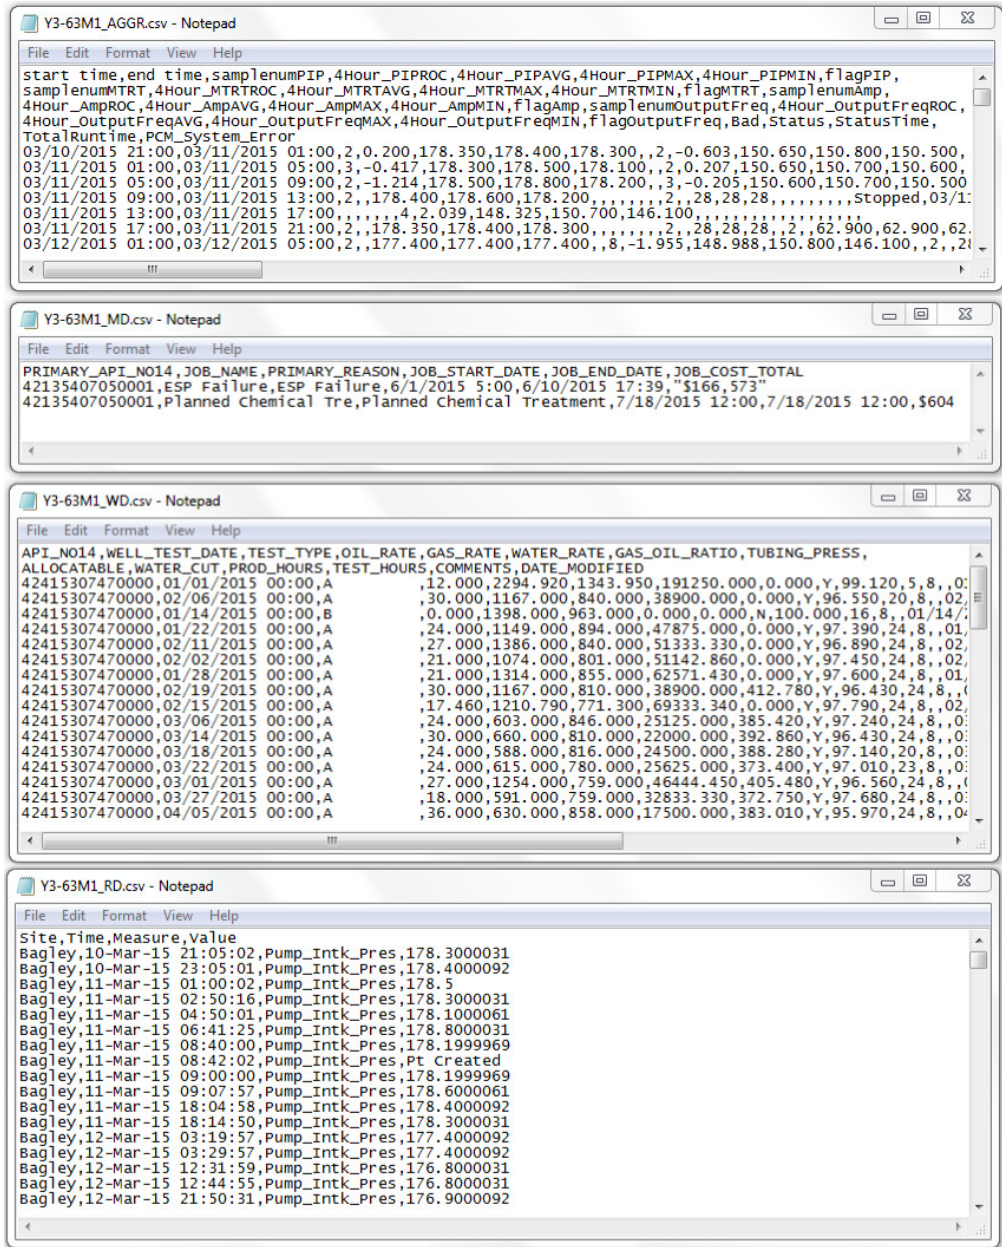 Y3-63M1_AGGR.csv - Notepad
File Edit Format View Help
start time,end time,samplenumPIP,4Hour_PIPROC,4Hour_PIPAVG,4Hour_PIPMAX,4Hour_PIPMIN,flagPIP,
samplenumMTRT,4Hour_MTRTROC,4Hour_MTRTAVG,4Hour_MTRTMAX,4Hour_MTRTMIN,flagMTRT,samplenumAmp,
4Hour_AmpROC,4Hour_AmpAVG,4Hour_AmpMAX,4Hour_AmpMIN,flagAmp,samplenumOutputFreq,4Hour_OutputFreqROC,
4Hour_OutputFreqAVG,4Hour_OutputFreqMAX,4Hour_OutputFreqMIN,flagOutputFreq,Bad,Status,StatusTime,
TotalRuntime,PCM_System_Error
03/10/2015 21:00,03/11/2015 01:00,2,0.200,178.350,178.400,178.300,,2,-0.603,150.650,150.800,150.500,
03/11/2015 01:00,03/11/2015 05:00,3,-0.417,178.300,178.500,178.100,,2,0.207,150.650,150.700,150.600,
03/11/2015 05:00,03/11/2015 09:00,2,-1.214,178.500,178.800,178.200,,3,-0.205,150.600,150.700,150.500
03/11/2015 09:00,03/11/2015 13:00,2,,178.400,178.600,178.200,,,,,,,,2,,28,28,28,,,,,,,,,Stopped,03/11
03/11/2015 13:00,03/11/2015 17:00,,,,,,,4,2.039,148.325,150.700,146.100,,,,,,,,,,,,,,,,,,
03/11/2015 17:00,03/11/2015 21:00,2,,178.350,178.400,178.300,,,,,,,,2,,28,28,28,,2,,62.900,62.900,62.
03/12/2015 01:00,03/12/2015 05:00,2,,177.400,177.400,177.400,,8,-1.955,148.988,150.800,146.100,,2,,28
Y3-63M1_MD.csv - Notepad
File Edit Format View Help
PRIMARY_API_NO14,JOB_NAME,PRIMARY_REASON,JOB_START_DATE,JOB_END_DATE,JOB_COST_TOTAL
42135407050001,ESP Failure,ESP Failure,6/1/2015 5:00,6/10/2015 17:39,"$166,573"
42135407050001,Planned Chemical Tre,Planned Chemical Treatment,7/18/2015 12:00,7/18/2015 12:00,$604
Y3-63M1_WD.csv - Notepad
File Edit Format View Help
API_NO14,WELL_TEST_DATE,TEST_TYPE,OIL_RATE,GAS_RATE,WATER_RATE,GAS_OIL_RATIO,TUBING_PRESS,
ALLOCATABLE,WATER_CUT,PROD_HOURS,TEST_HOURS,COMMENTS,DATE_MODIFIED
42415307470000,01/01/2015 00:00,A ,12.000,2294.920,1343.950,191250.000,0.000,Y,99.120,5,8,,01
42415307470000,02/06/2015 00:00,A ,30.000,1167.000,840.000,38900.000,0.000,Y,96.550,20,8,,02,
42415307470000,01/14/2015 00:00,B ,0.000,1398.000,963.000,0.000,0.000,N,100.000,16,8,,01/14/
42415307470000,01/22/2015 00:00,A ,24.000,1149.000,894.000,47875.000,0.000,Y,97.390,24,8,,01,
42415307470000,02/11/2015 00:00,A ,27.000,1386.000,840.000,51333.330,0.000,Y,96.890,24,8,,02,
42415307470000,02/02/2015 00:00,A ,21.000,1074.000,801.000,51142.860,0.000,Y,97.450,24,8,,02,
42415307470000,01/28/2015 00:00,A ,21.000,1314.000,855.000,62571.430,0.000,Y,97.600,24,8,,01/
42415307470000,02/19/2015 00:00,A ,30.000,1167.000,810.000,38900.000,412.780,Y,96.430,24,8,,
42415307470000,02/15/2015 00:00,A ,17.460,1210.790,771.300,69333.340,0.000,Y,97.790,24,8,,02,
42415307470000,03/06/2015 00:00,A ,24.000,603.000,846.000,25125.000,385.420,Y,97.240,24,8,,03
42415307470000,03/14/2015 00:00,A ,30.000,660.000,810.000,22000.000,392.860,Y,96.430,24,8,,03
42415307470000,03/18/2015 00:00,A ,24.000,588.000,816.000,24500.000,388.280,Y,97.140,20,8,,03
42415307470000,03/22/2015 00:00,A ,24.000,615.000,780.000,25625.000,373.400,Y,97.010,23,8,,03
42415307470000,03/01/2015 00:00,A ,27.000,1254.000,759.000,46444.450,405.480,Y,96.560,24,8,,
42415307470000,03/27/2015 00:00,A ,18.000,591.000,759.000,32833.330,372.750,Y,97.680,24,8,,03
42415307470000,04/05/2015 00:00,A ,36.000,630.000,858.000,17500.000,383.010,Y,95.970,24,8,,04
Y3-63M1_RD.csv - Notepad
File Edit Format View Help
Site,Time,Measure,Value
Bagley,10-Mar-15 21:05:02,Pump_Intk_Pres,178.3000031
Bagley,10-Mar-15 23:05:01,Pump_Intk_Pres,178.4000092
Bagley,11-Mar-15 01:00:02,Pump_Intk_Pres,178.5
Bagley,11-Mar-15 02:50:16,Pump_Intk_Pres,178.3000031
Bagley,11-Mar-15 04:50:01,Pump_Intk_Pres,178.1000061
Bagley,11-Mar-15 06:41:25,Pump_Intk_Pres,178.8000031
Bagley,11-Mar-15 08:40:00,Pump_Intk_Pres,178.1999969
Bagley,11-Mar-15 08:42:02,Pump_Intk_Pres,Pt Created
Bagley,11-Mar-15 09:00:00,Pump_Intk_Pres,178.1999969
Bagley,11-Mar-15 09:07:57,Pump_Intk_Pres,178.6000061
Bagley,11-Mar-15 18:04:58,Pump_Intk_Pres,178.4000092
Bagley,11-Mar-15 18:14:50,Pump_Intk_Pres,178.3000031
Bagley,12-Mar-15 03:19:57,Pump_Intk_Pres,177.4000092
Bagley,12-Mar-15 03:29:57,Pump_Intk_Pres,177.4000092
Bagley,12-Mar-15 12:31:59,Pump_Intk_Pres,176.8000031
Bagley,12-Mar-15 12:44:55,Pump_Intk_Pres,176.8000031
Bagley,12-Mar-15 21:50:31,Pump_Intk_Pres,176.9000092